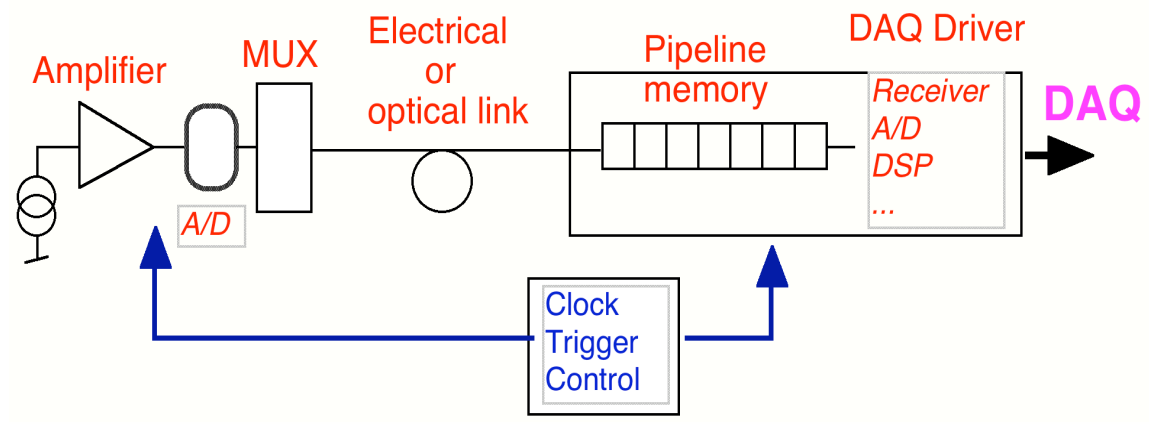 Amplifier
MUX
Electrical
or
optical link
Pipeline
memory
DAQ Driver
Receiver
A/D
DSP
...
DAQ
A/D
Clock
Trigger
Control